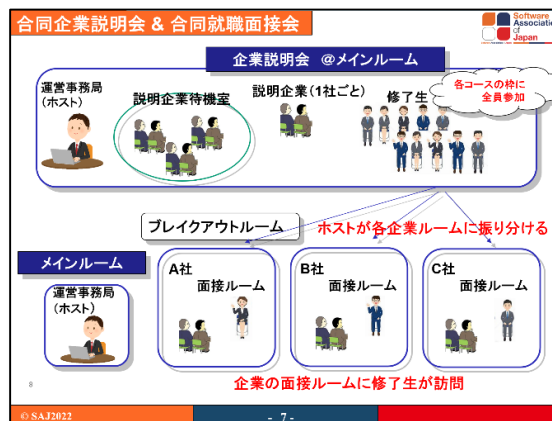 合同企業説明会 & 合同就職面接会
Software
Association
of
Japan
企業説明会 @メインルーム
運営事務局
(ホスト)
説明企業待機室
説明企業(1社ごと)
修了生
各コースの枠に
全員参加
ブレイクアウトルーム
ホストが各企業ルームに振り分ける
メインルーム
運営事務局
(ホスト)
A社
面接ルーム
B社
面接ルーム
C社
面接ルーム
企業の面接ルームに修了生が訪問
8
© SAJ2022
- 7 -